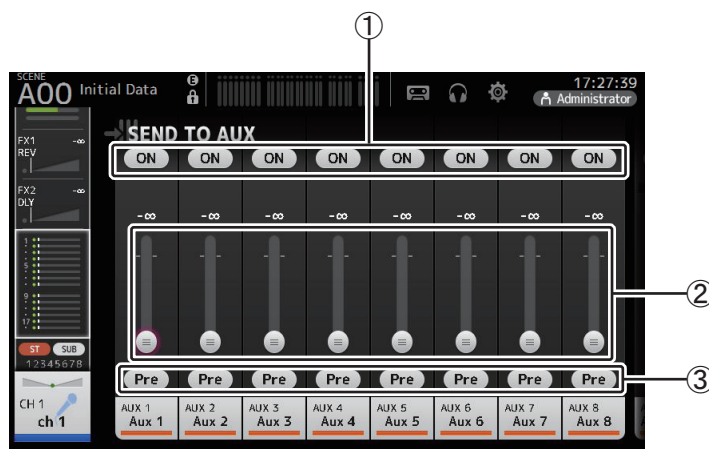 ①
SCENE
A00 Initial Data
E
17:27:39
Administrator
SEND TO AUX
FX1 -∞
REV
FX2 -∞
DLY
ON ON ON ON ON ON ON ON
-∞ -∞ -∞ -∞ -∞ -∞ -∞ -∞
②
1
5
9
17
ST SUB
12345678
Pre Pre Pre Pre Pre Pre Pre Pre
③
CH 1
ch 1
AUX 1 AUX 2 AUX 3 AUX 4 AUX 5 AUX 6 AUX 7 AUX 8
Aux 1 Aux 2 Aux 3 Aux 4 Aux 5 Aux 6 Aux 7 Aux 8